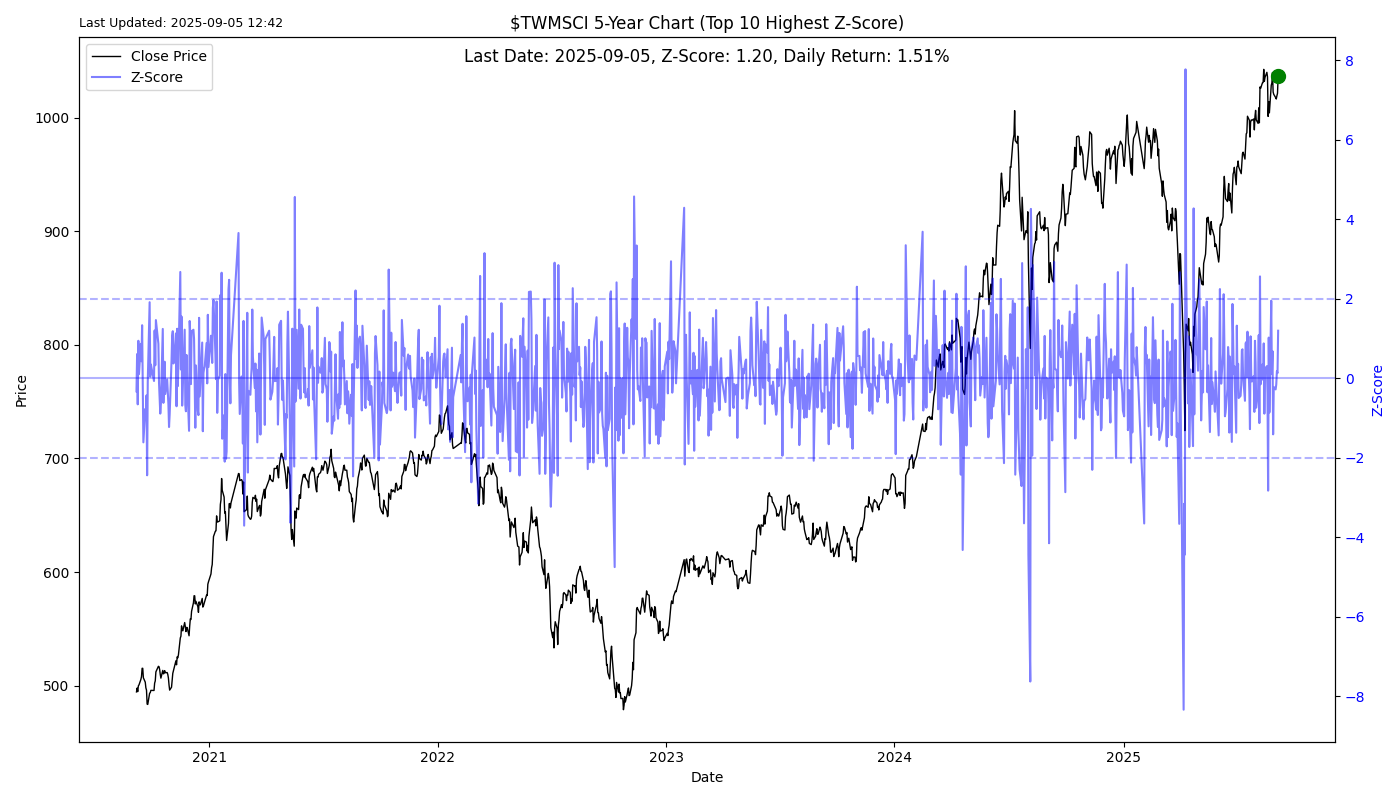 Last Updated: 2025-09-05 12:42
$TWMSCI 5-Year Chart (Top 10 Highest Z-Score)
Last Date: 2025-09-05, Z-Score: 1.20, Daily Return: 1.51%
Close Price
Z-Score
Price
1000
900
800
700
600
500
8
6
4
2
0
−2
−4
−6
−8
Z-Score
2021
2022
2023
2024
2025
Date